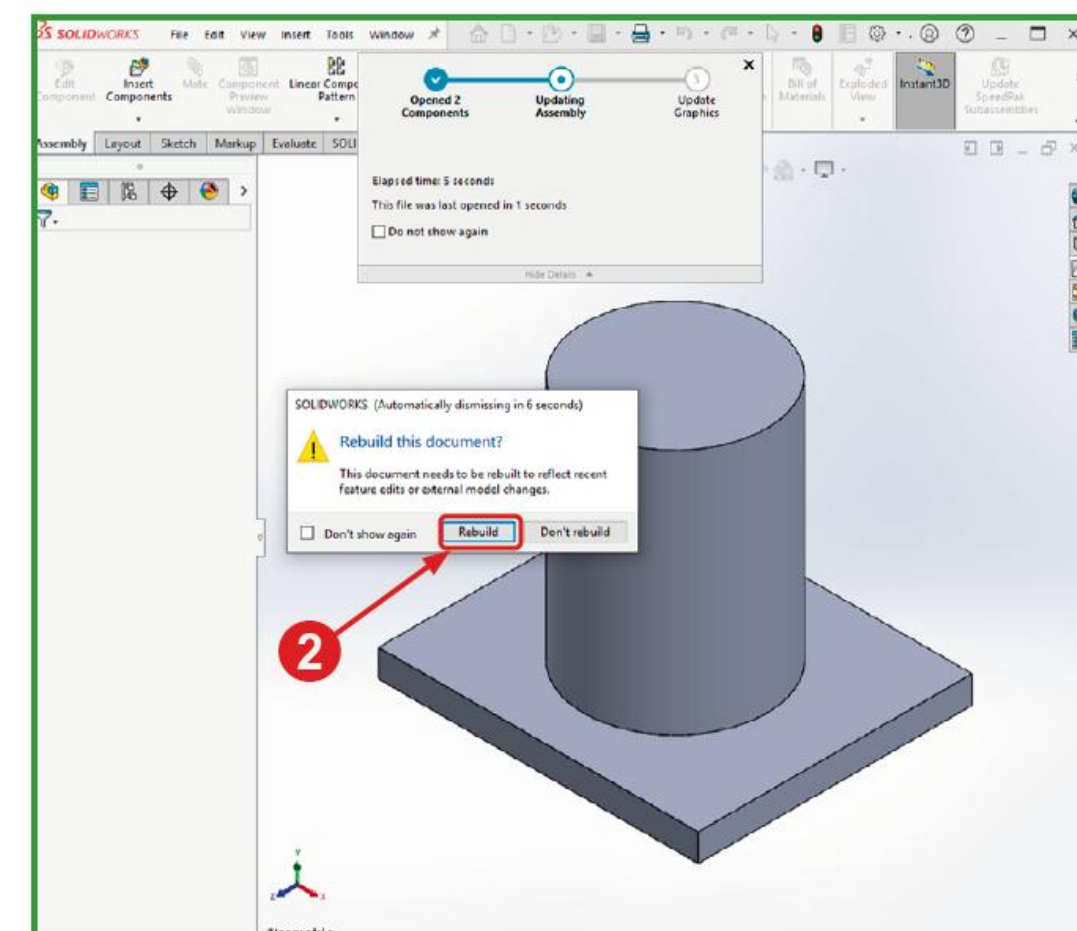 SOLIDWORKS File Edit View Insert Tools Window
Edit Component
Insert Components
Mate
Component Preview Window
Linear Compo
Pattern
Bill of Materials
Exploded View
Instant3D
Update SpeedPak Subassemblies
Opened 2 Components
Updating Assembly
3
Update Graphics
Assembly Layout Sketch Markup Evaluate SOLI
Elapsed time: 5 seconds
This file was last opened in 1 seconds
Do not show again
Hide Details
SOLIDWORKS (Automatically dismissing in 6 seconds)
Rebuild this document?
This document needs to be rebuilt to reflect recent
feature edits or external model changes.
Don't show again Rebuild Don't rebuild
2
Y
Z X